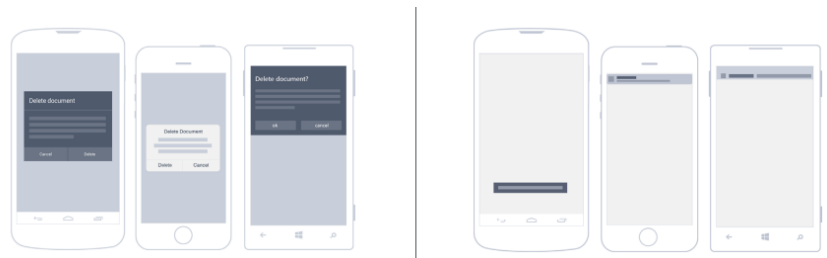 Delete document
Cancel
Delete
Delete Document
Delete
Cancel
Delete document?
ok
cancel